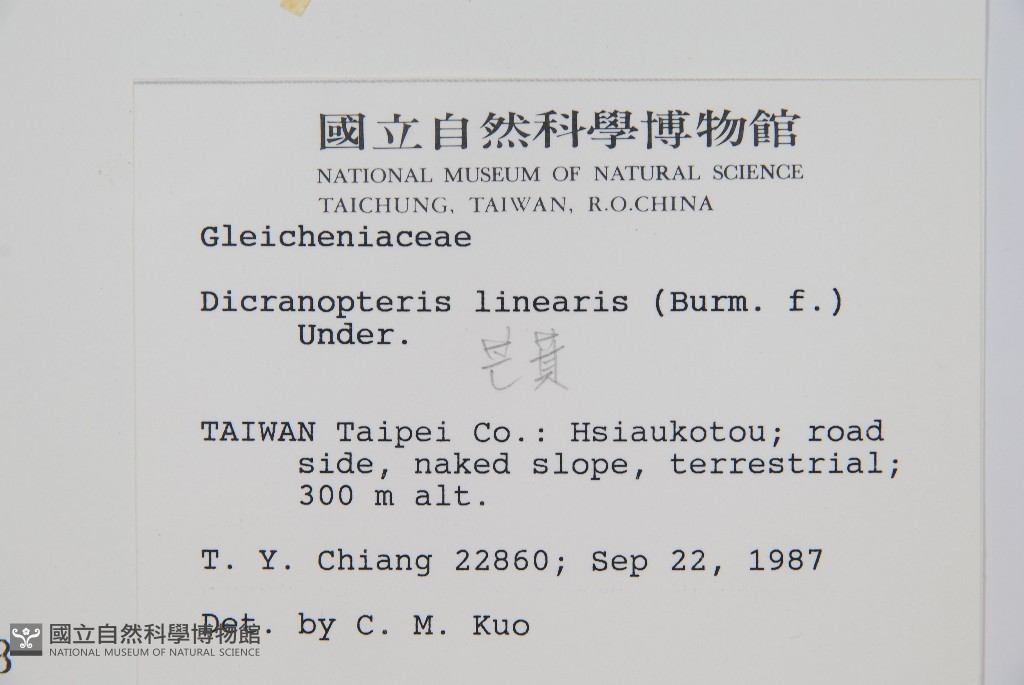 國立自然科學博物館
NATIONAL MUSEUM OF NATURAL SCIENCE
TAICHUNG, TAIWAN, R.O.CHINA
Gleicheniaceae
Dicranopteris linearis (Burm. f.)
Under.
芒萁
TAIWAN Taipei Co.: Hsiaukotou; road
side, naked slope, terrestrial;
300 m alt.
T. Y. Chiang 22860; Sep 22, 1987
Det. by C. M. Kuo
國立自然科學博物館
NATIONAL MUSEUM OF NATURAL SCIENCE